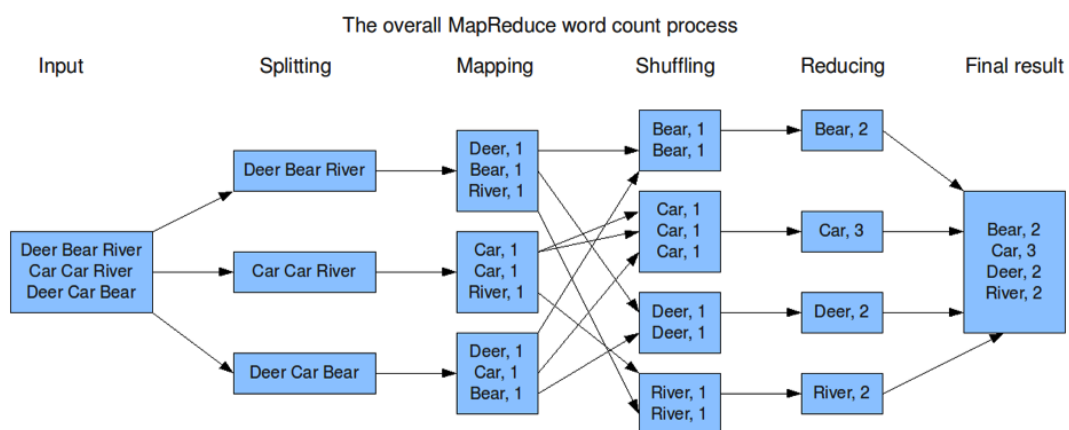 The overall MapReduce word count process
Input
Splitting
Mapping
Shuffling
Reducing
Final result
Deer Bear River
Car Car River
Deer Car Bear
Deer Bear River
Car Car River
Deer Car Bear
Deer, 1
Bear, 1
River, 1
Car, 1
Car, 1
River, 1
Deer, 1
Car, 1
Bear, 1
Bear, 1
Bear, 1
Car, 1
Car, 1
Car, 1
Deer, 1
Deer, 1
River, 1
River, 1
Bear, 2
Car, 3
Deer, 2
River, 2
Bear, 2
Car, 3
Deer, 2
River, 2